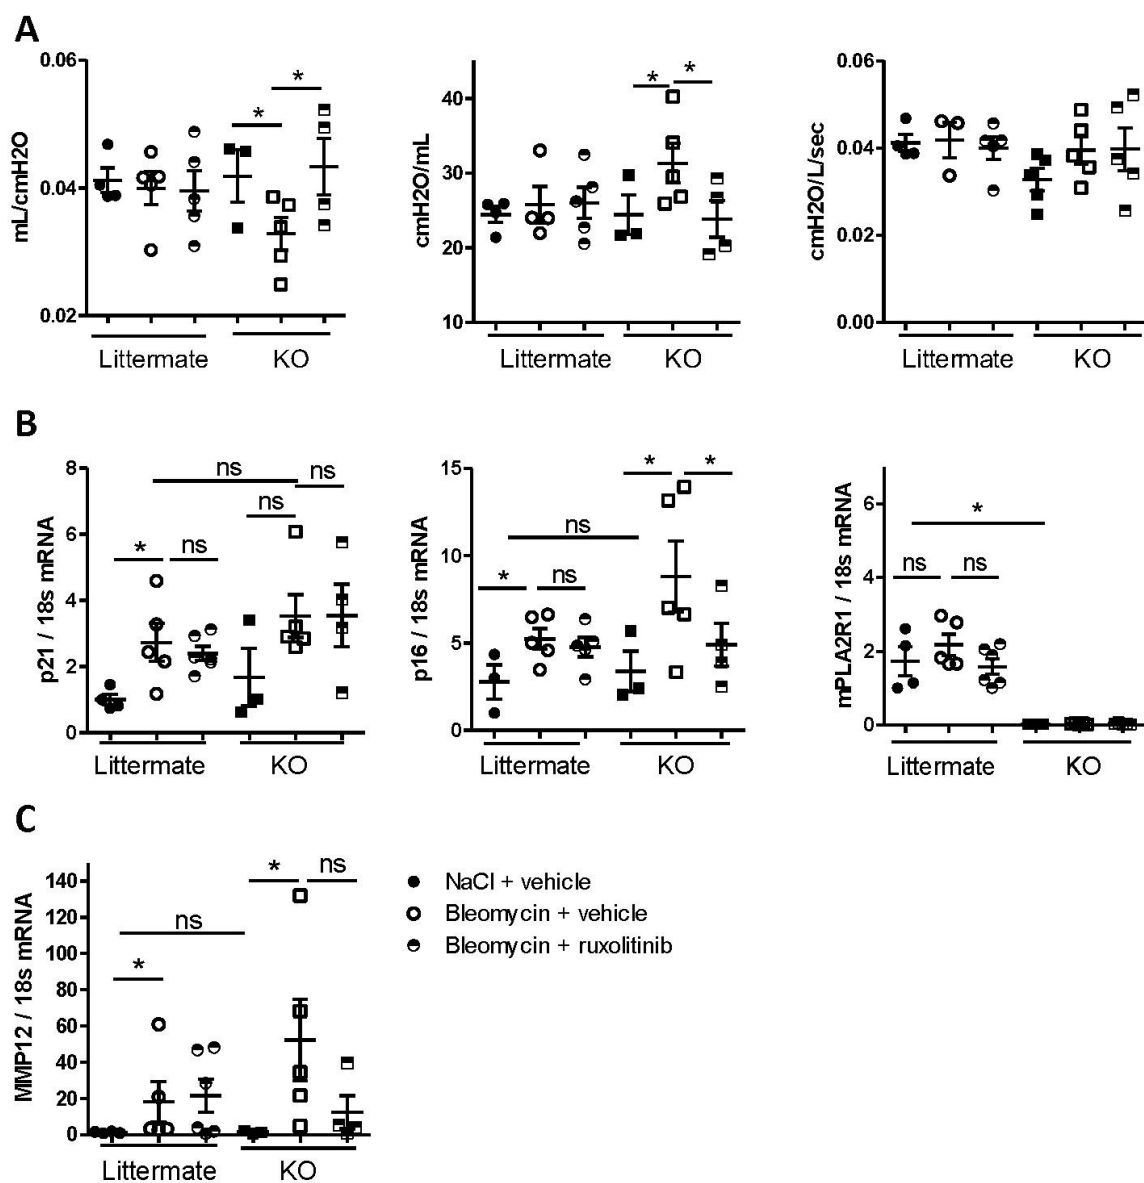 A
mL/cmH2O
0.06
0.04
0.02
*
*
Littermate
KO
cmH2O/mL
40
30
20
10
*
*
Littermate
KO
cmH2O/L/sec
0.06
0.04
0.02
0.00
Littermate
KO
B
p21 / 18s mRNA
8
6
4
2
0
ns
ns
ns
*
ns
Littermate
KO
p16 / 18s mRNA
15
10
5
0
*
*
ns
*
ns
Littermate
KO
mPLA2R1 / 18s mRNA
6
4
2
0
*
ns
ns
Littermate
KO
C
MMP12 / 18s mRNA
140
120
100
80
60
40
20
0
*
ns
ns
*
Littermate
KO
NaCl + vehicle
Bleomycin + vehicle
Bleomycin + ruxolitinib